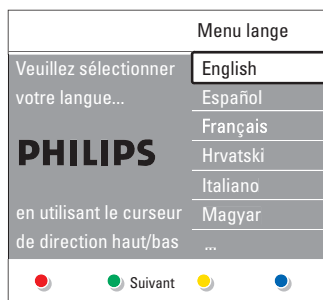 Menu lange
Veuillez sélectionner
votre langue...
PHILIPS
en utilisant le curseur
de direction haut/bas
English
Español
Français
Hrvatski
Italiano
Magyar
...
Suivant